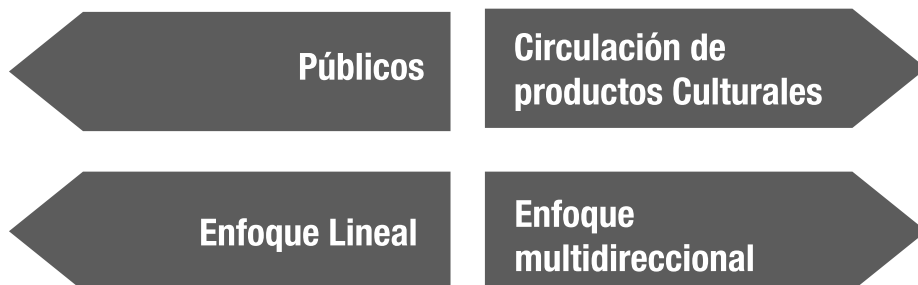 Públicos
Circulación de
productos Culturales
Enfoque Lineal
Enfoque
multidireccional